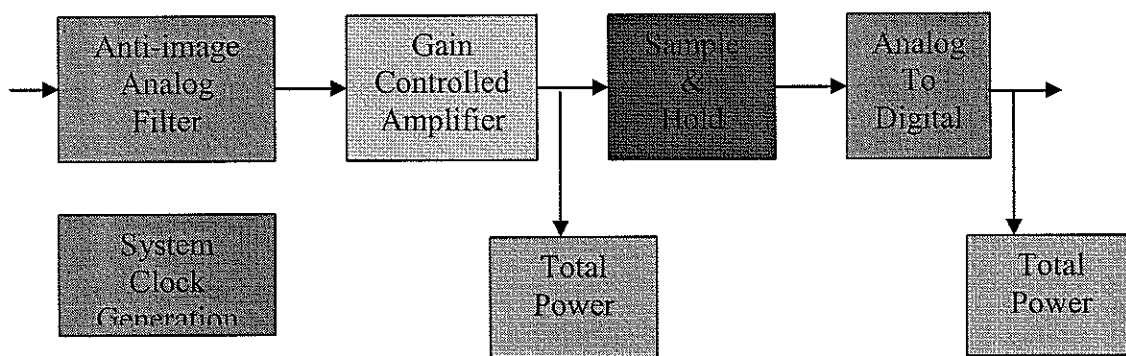 Anti-image
Analog
Filter
Gain
Controlled
Amplifier
Sample
&
Hold
Analog
To
Digital
System
Clock
Generation
Total
Power
Total
Power